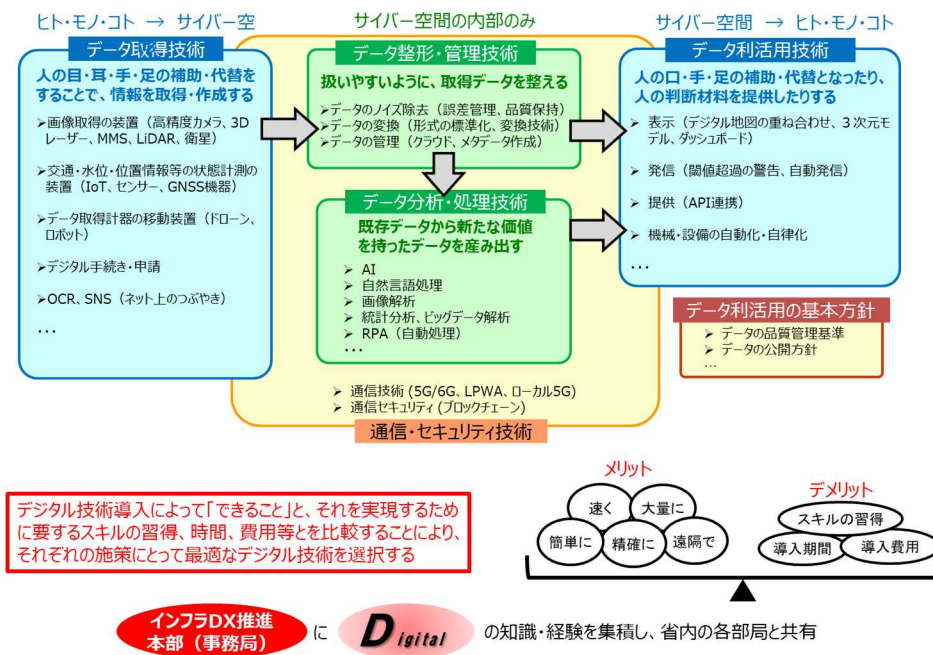 ヒト・モノ・コト → サイバー空
データ取得技術
人の目・耳・手・足の補助・代替を
することで、情報を取得・作成する
➢画像取得の装置（高精度カメラ、3D
レーザー、MMS、LiDAR、衛星）
➢交通・水位・位置情報等の状態計測の
装置（IoT、センサー、GNSS機器）
➢データ取得計器の移動装置（ドローン、
ロボット）
➢デジタル手続き・申請
➢OCR、SNS（ネット上のつぶやき）
…
サイバー空間の内部のみ
データ整形・管理技術
扱いやすいように、取得データを整える
➢データのノイズ除去（誤差管理、品質保持）
➢データの変換（形式の標準化、変換技術）
➢データの管理（クラウド、メタデータ作成）
データ分析・処理技術
既存データから新たな価値
を持ったデータを産み出す
➢ AI
➢ 自然言語処理
➢ 画像解析
➢ 統計分析、ビッグデータ解析
➢ RPA（自動処理）
…
➢ 通信技術 (5G/6G、LPWA、ローカル5G)
➢ 通信セキュリティ (ブロックチェーン)
通信・セキュリティ技術
サイバー空間 → ヒト・モノ・コト
データ利活用技術
人の口・手・足の補助・代替となったり、
人の判断材料を提供したりする
➢ 表示（デジタル地図の重ね合わせ、３次元モ
デル、ダッシュボード）
➢ 発信（閾値超過の警告、自動発信）
➢ 提供（API連携）
➢ 機械・設備の自動化・自律化
…
データ利活用の基本方針
➢ データの品質管理基準
➢ データの公開方針
…
デジタル技術導入によって「できること」と、それを実現するため
に要するスキルの習得、時間、費用等とを比較することにより、
それぞれの施策にとって最適なデジタル技術を選択する
メリット
速く
大量に
簡単に
精確に
遠隔で
デメリット
スキルの習得
導入期間
導入費用
インフラDX推進
本部（事務局）
に
Digital
の知識・経験を集積し、省内の各部局と共有